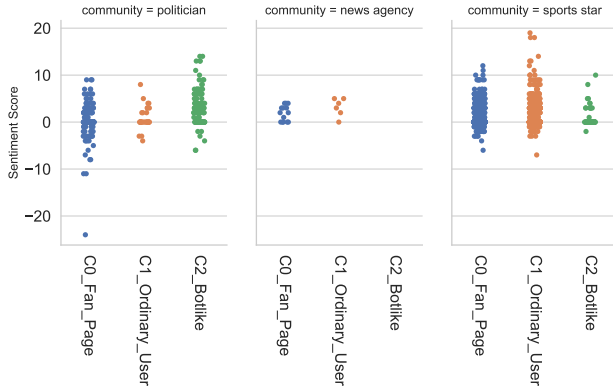 community = politician
community = news agency
community = sports star
Sentiment Score
20
10
0
−10
−20
C0_Fan_Page
C1_Ordinary_User
C2_Botlike
C0_Fan_Page
C1_Ordinary_User
C2_Botlike
C0_Fan_Page
C1_Ordinary_User
C2_Botlike